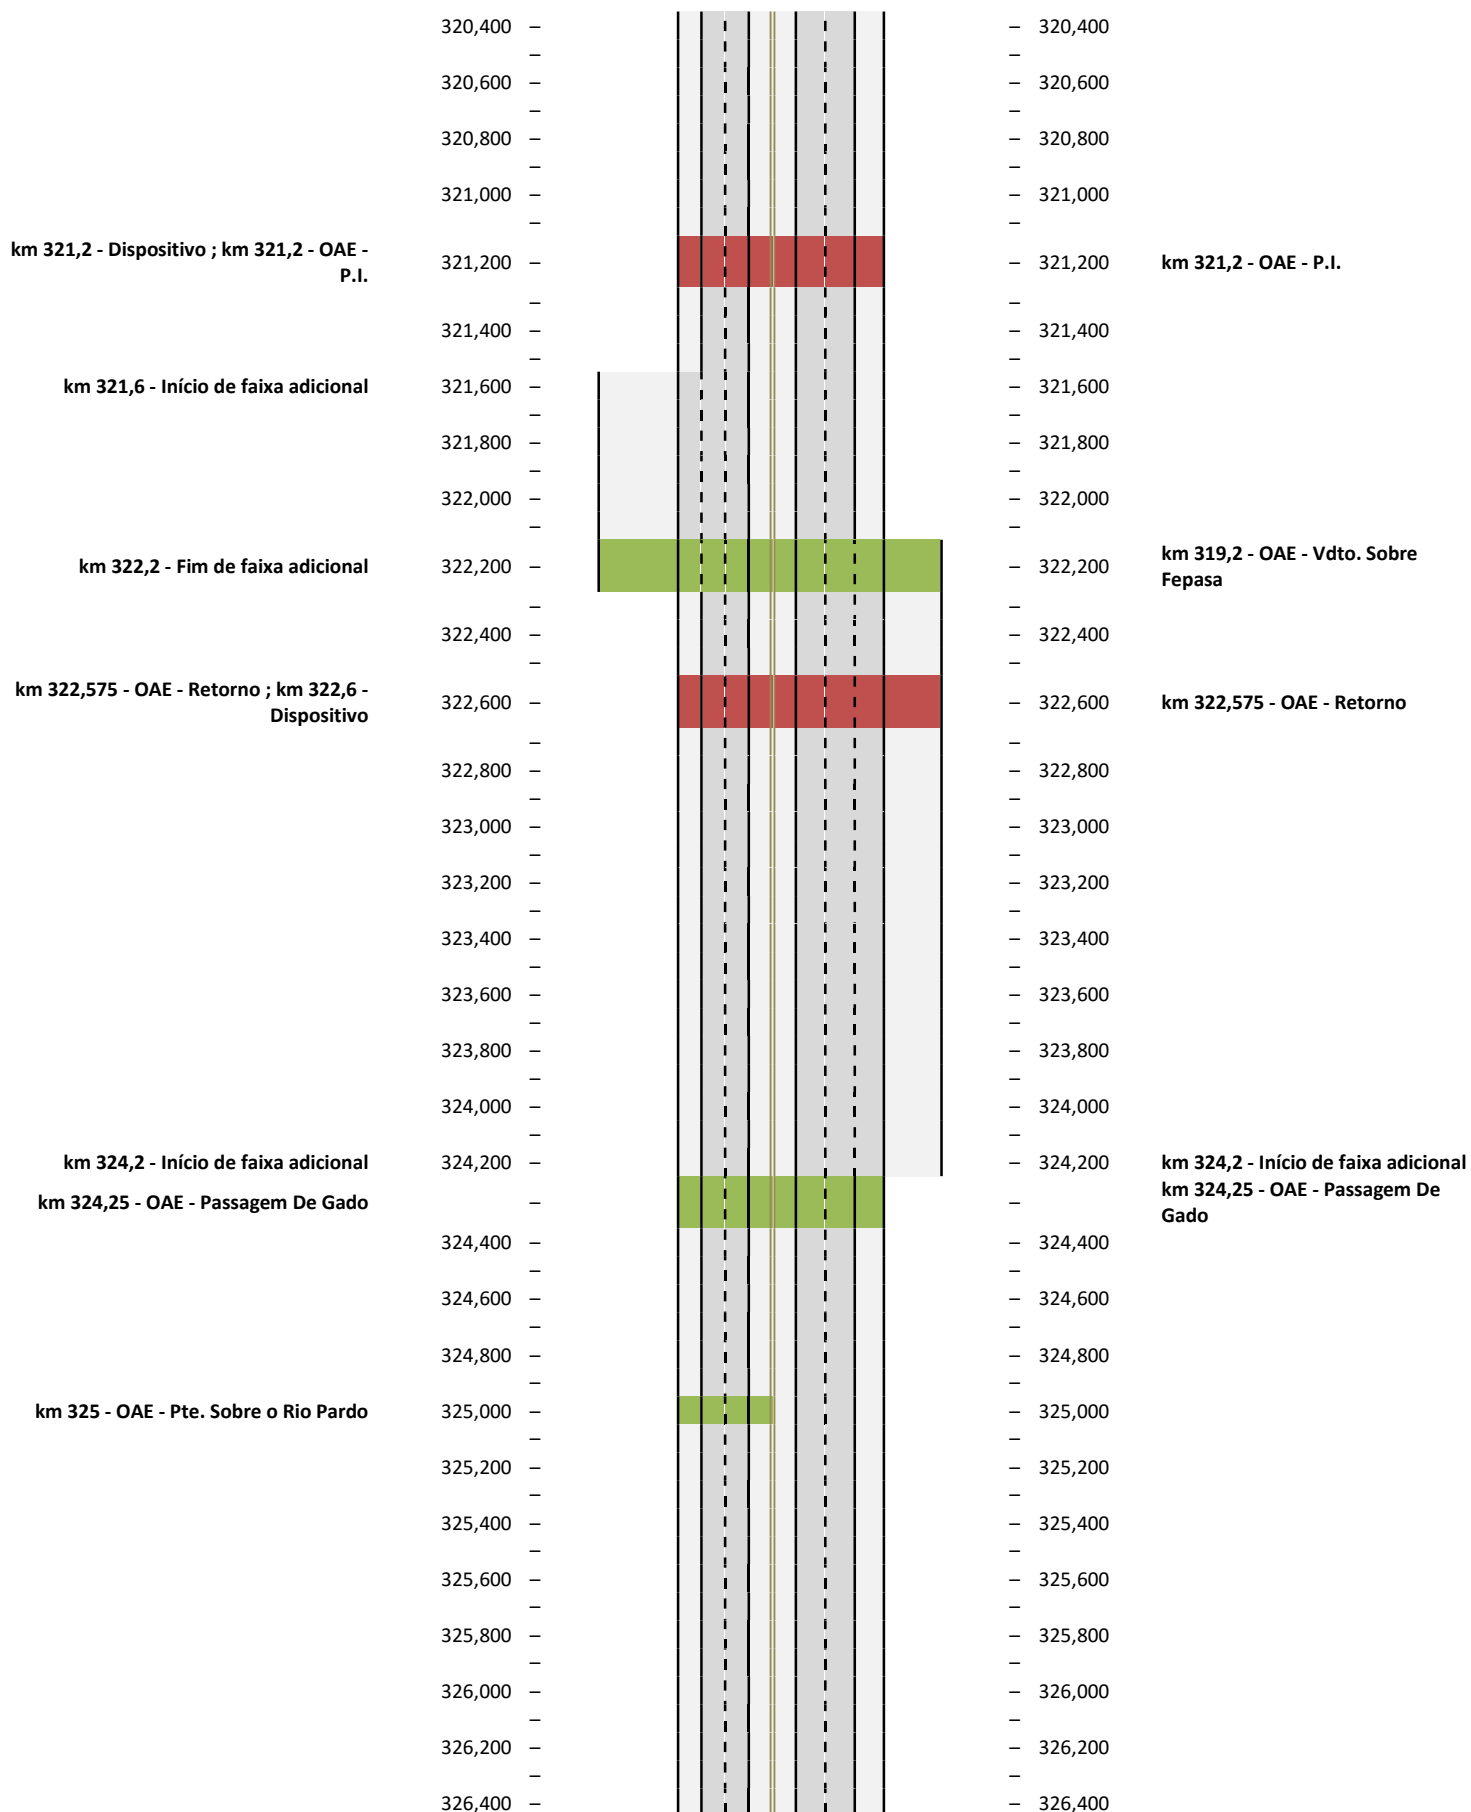 320,400 – – 320,400
– –
320,600 – – 320,600
– –
320,800 – – 320,800
– –
321,000 – – 321,000
– –
km 321,2 - Dispositivo ; km 321,2 - OAE -
P.I.
321,200 – – 321,200
km 321,2 - OAE - P.I.
– –
321,400 – – 321,400
– –
km 321,6 - Início de faixa adicional
321,600 – – 321,600
– –
321,800 – – 321,800
– –
322,000 – – 322,000
– –
km 322,2 - Fim de faixa adicional
322,200 – – 322,200
km 319,2 - OAE - Vdto. Sobre
Fepasa
– –
322,400 – – 322,400
– –
km 322,575 - OAE - Retorno ; km 322,6 -
Dispositivo
322,600 – – 322,600
km 322,575 - OAE - Retorno
– –
322,800 – – 322,800
– –
323,000 – – 323,000
– –
323,200 – – 323,200
– –
323,400 – – 323,400
– –
323,600 – – 323,600
– –
323,800 – – 323,800
– –
324,000 – – 324,000
– –
km 324,2 - Início de faixa adicional
324,200 – – 324,200
km 324,2 - Início de faixa adicional
km 324,25 - OAE - Passagem De Gado
– –
km 324,25 - OAE - Passagem De
Gado
324,400 – – 324,400
– –
324,600 – – 324,600
– –
324,800 – – 324,800
– –
km 325 - OAE - Pte. Sobre o Rio Pardo
325,000 – – 325,000
– –
325,200 – – 325,200
– –
325,400 – – 325,400
– –
325,600 – – 325,600
– –
325,800 – – 325,800
– –
326,000 – – 326,000
– –
326,200 – – 326,200
– –
326,400 – – 326,400